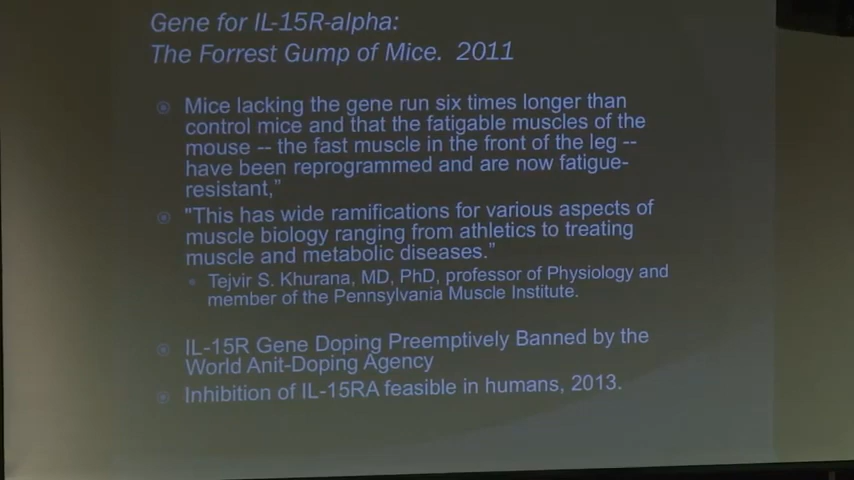 Gene for IL-15R-alpha:
The Forrest Gump of Mice. 2011
Mice lacking the gene run six times longer than
control mice and that the fatigable muscles of the
mouse -- the fast muscle in the front of the leg --
have been reprogrammed and are now fatigue-
resistant,"
"This has wide ramifications for various aspects of
muscle biology ranging from athletics to treating
muscle and metabolic diseases."
Tejvir S. Khurana, MD, PhD, professor of Physiology and
member of the Pennsylvania Muscle Institute.
IL-15R Gene Doping Preemptively Banned by the
World Anit-Doping Agency
Inhibition of IL-15RA feasible in humans, 2013.